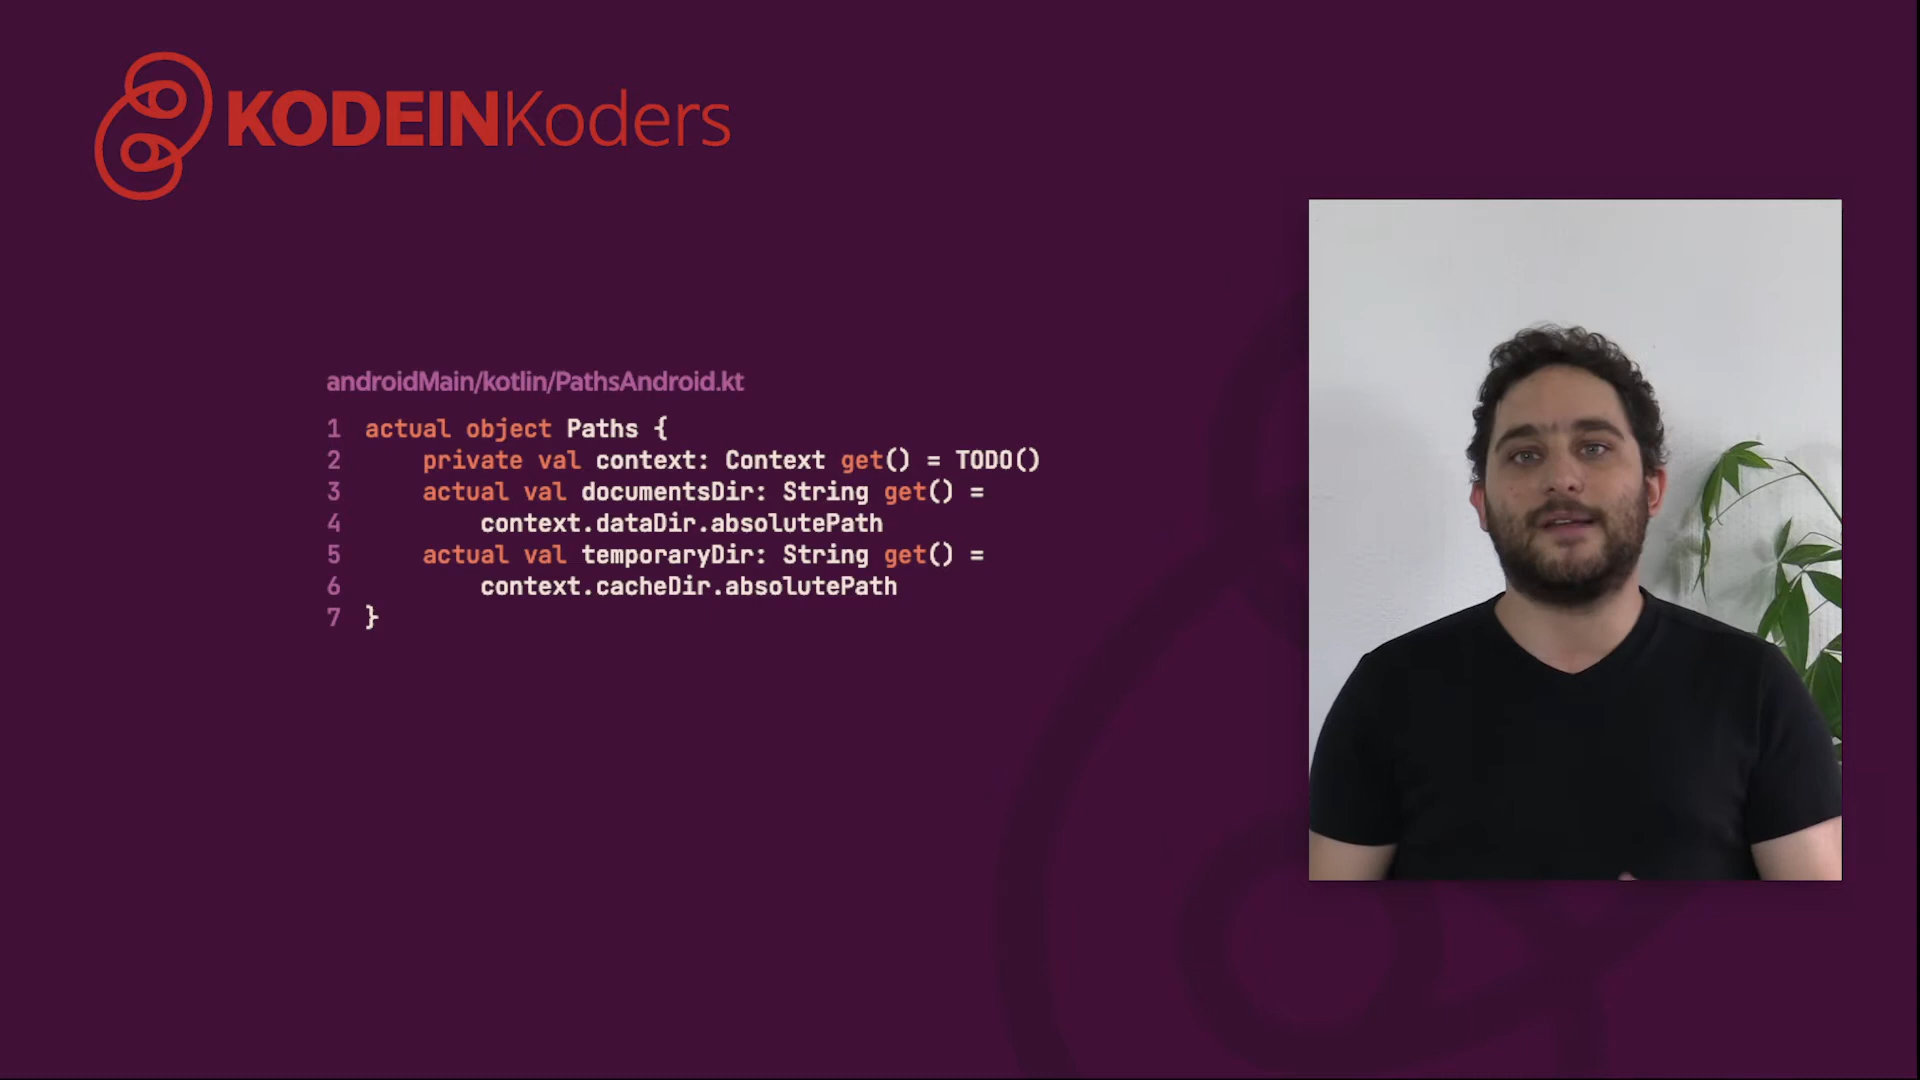 KODEINKoders
androidMain/kotlin/PathsAndroid.kt
1 actual object Paths {
2     private val context: Context get() = TODO()
3     actual val documentsDir: String get() =
4         context.dataDir.absolutePath
5     actual val temporaryDir: String get() =
6         context.cacheDir.absolutePath
7 }